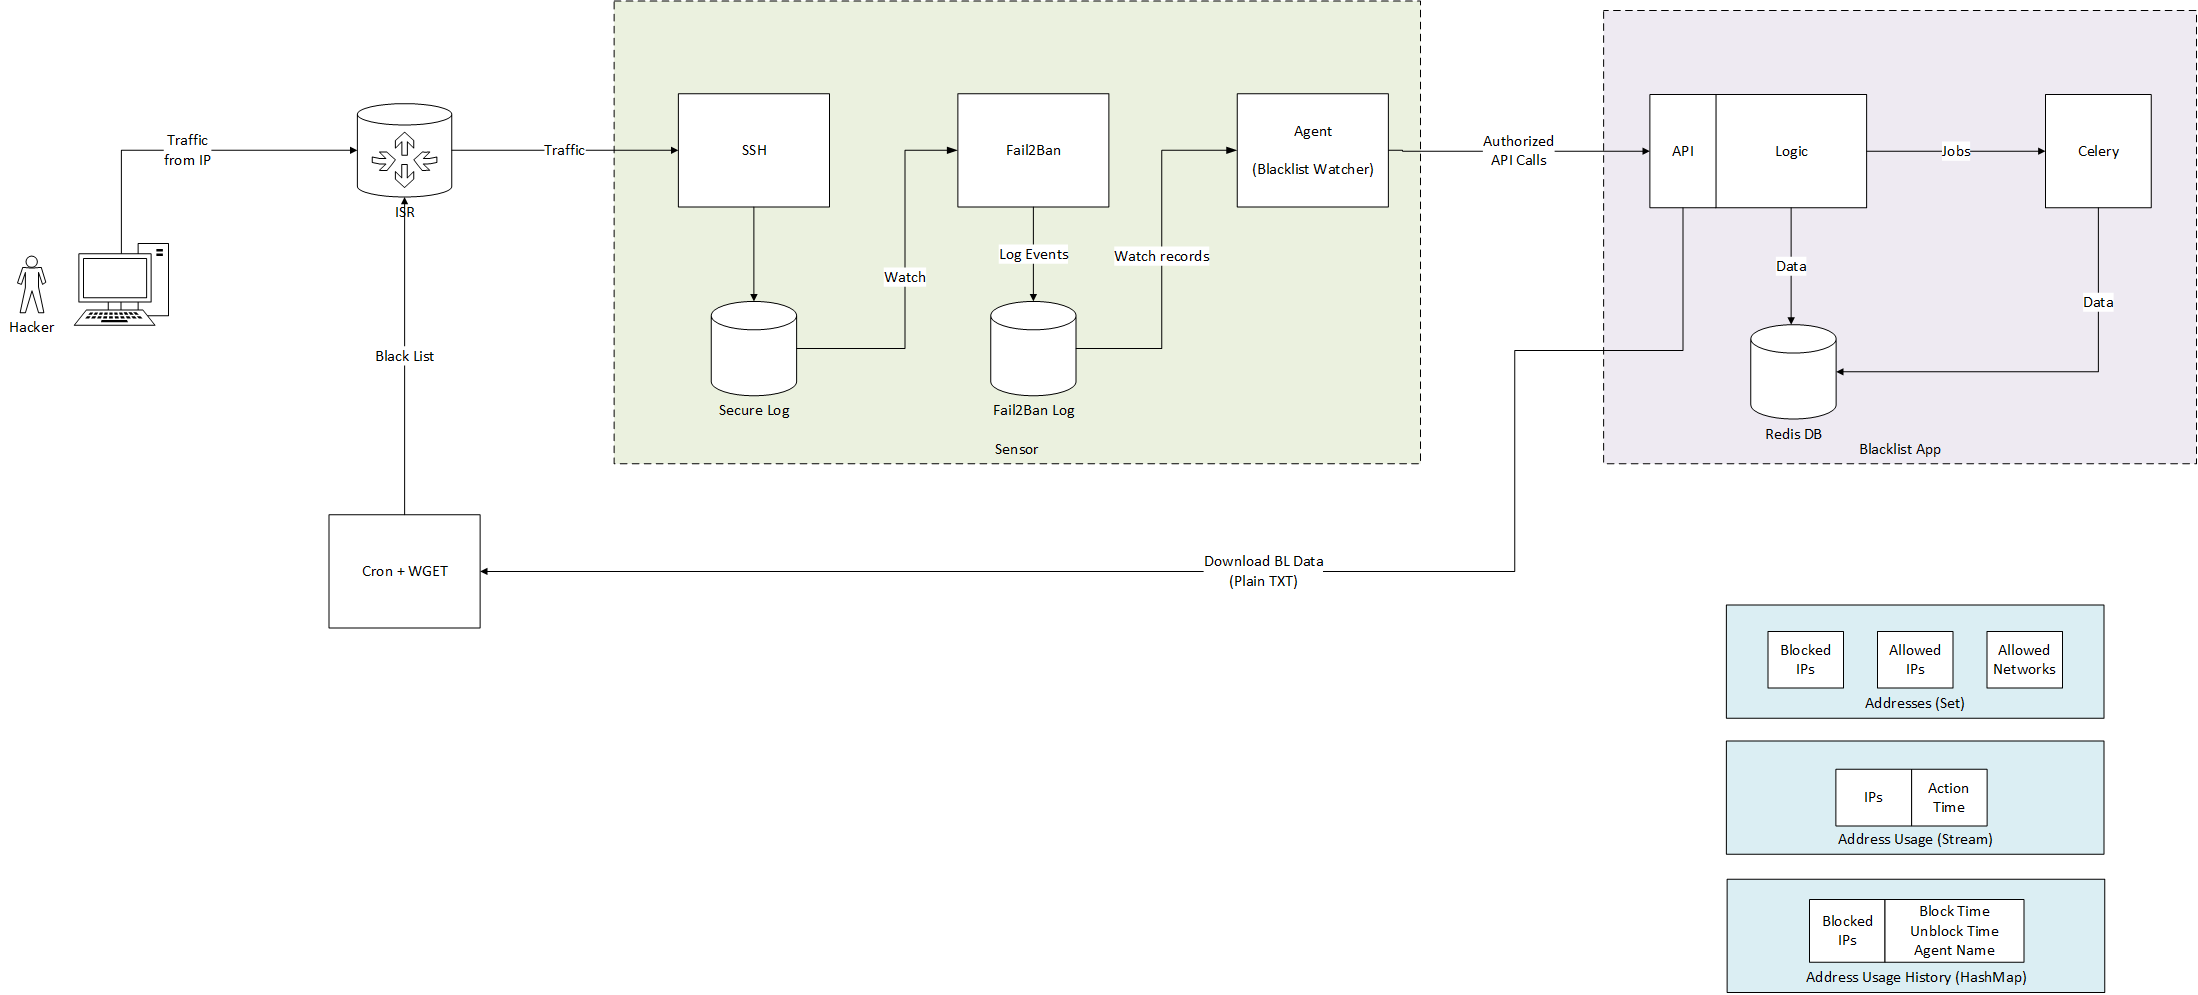 Traffic
from IP
ISR
Hacker
Black List
Cron + WGET
Traffic
SSH
Secure Log
Watch
Fail2Ban
Log Events
Fail2Ban Log
Watch records
Agent
(Blacklist Watcher)
Sensor
Authorized
API Calls
API
Logic
Jobs
Celery
Data
Data
Redis DB
Blacklist App
Download BL Data
(Plain TXT)
Blocked
IPs
Allowed
IPs
Allowed
Networks
Addresses (Set)
IPs
Action
Time
Address Usage (Stream)
Blocked
IPs
Block Time
Unblock Time
Agent Name
Address Usage History (HashMap)